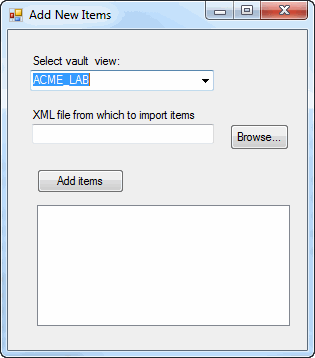 Add New Items
Select vault view:
ACME_LAB
XML file from which to import items
Browse...
Add items